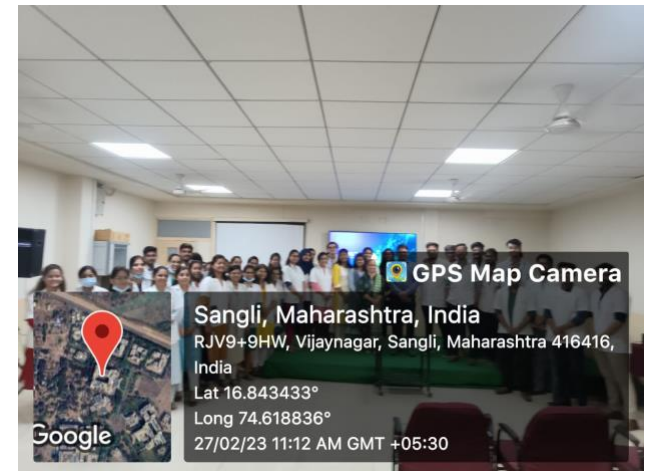 GPS Map Camera
Sangli, Maharashtra, India
RJV9+9HW, Vijaynagar, Sangli, Maharashtra 416416,
India
Lat 16.843433°
Long 74.618836°
27/02/23 11:12 AM GMT +05:30
Google